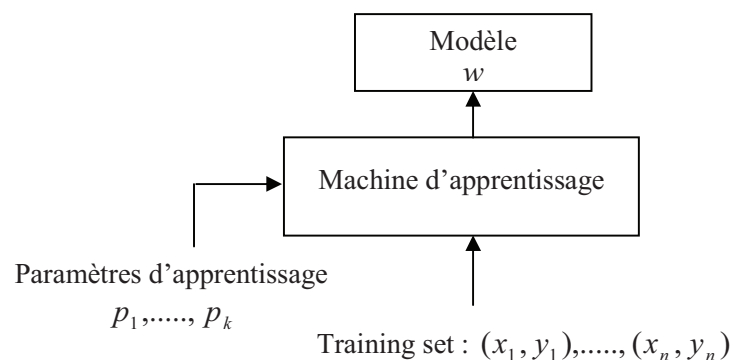 Modèle
w
Machine d’apprentissage
Paramètres d’apprentissage
p₁,....., pₖ
Training set : (x₁, y₁),....., (xₙ, yₙ)